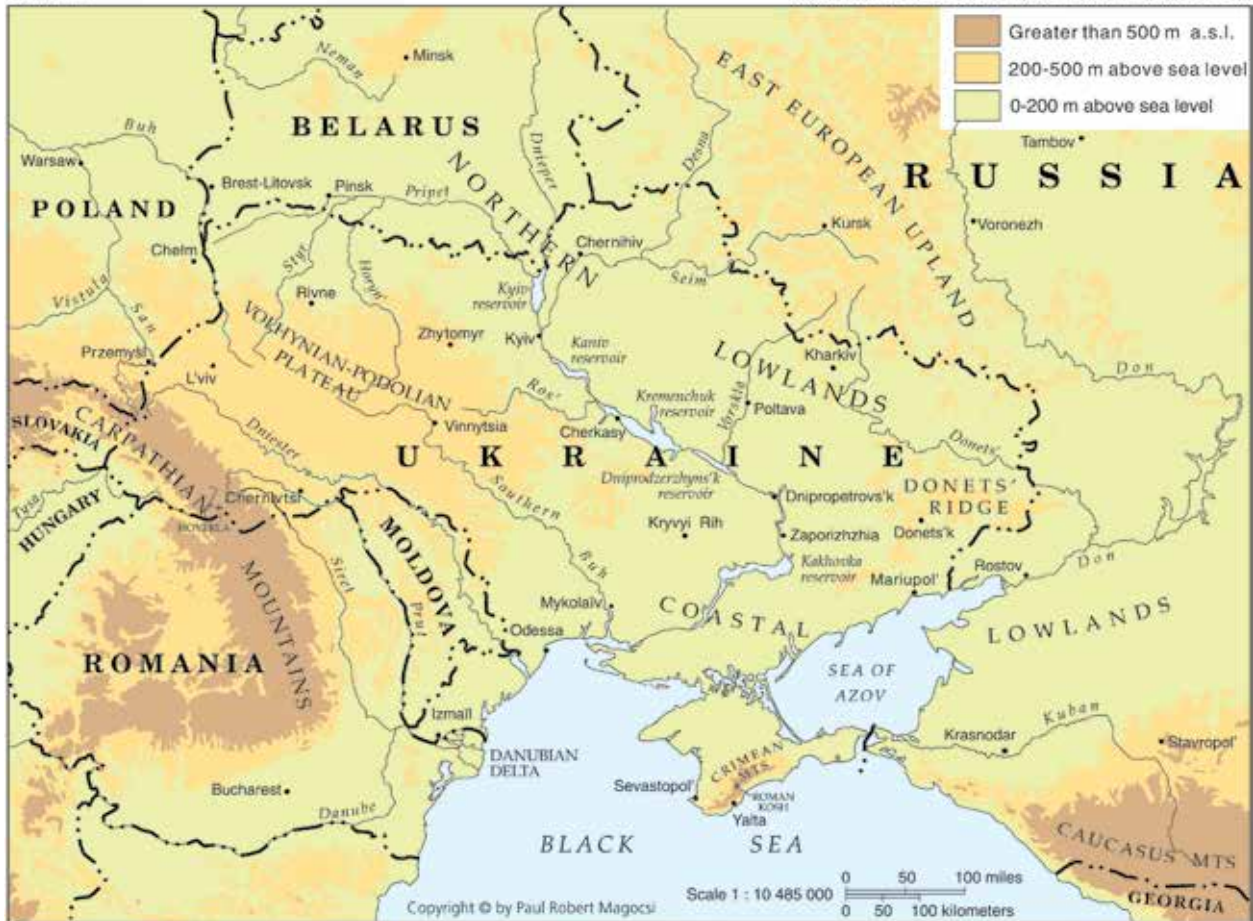 Greater than 500 m a.s.l.
200-500 m above sea level
0-200 m above sea level
Neman
Minsk
EAST EUROPEAN UPLAND
Tambov
RUSSIA
BELARUS
Buh
Warsaw
Dnieper
Desna
Brest-Litovsk
Pinsk
Pripet
NORTHERN
POLAND
Kursk
Voronezh
Chelm
Chernihiv
Seim
Styr
Horyn'
Rivne
Kyiv
reservoir
Vistula
San
VOLHYNIAN-PODOLIAN
PLATEAU
Zhytomyr
Kyiv
Kaniv
reservoir
LOWLANDS
Kharkiv
Don
Przemyśl
L'viv
Ros'
Kremenchuk
reservoir
Vorskla
Poltava
SLOVAKIA
CARPATHIAN
MOUNTAINS
Dniester
Vinnytsia
Cherkasy
Donets'
UKRAINE
Dniprodzerzhyns'k
reservoir
DONETS'
RIDGE
Tysa
HUNGARY
Chernivtsi
HOVERLA
Southern
Buh
Dnipropetrovs'k
Kryvyi Rih
Zaporizhzhia
Donets'k
MOLDOVA
Siret
Prut
Kakhovka
reservoir
Mariupol'
Rostov
Don
Mykolaïv
COASTAL
LOWLANDS
Odessa
ROMANIA
SEA OF
AZOV
Izmaïl
Krasnodar
Kuban
Stavropol'
DANUBIAN
DELTA
CRIMEAN
MTS.
Bucharest
Danube
Sevastopol'
ROMAN
KOSH
Yalta
BLACK SEA
CAUCASUS MTS
GEORGIA
0 50 100 miles
Scale 1 : 10 485 000
0 50 100 kilometers
Copyright © by Paul Robert Magocsi